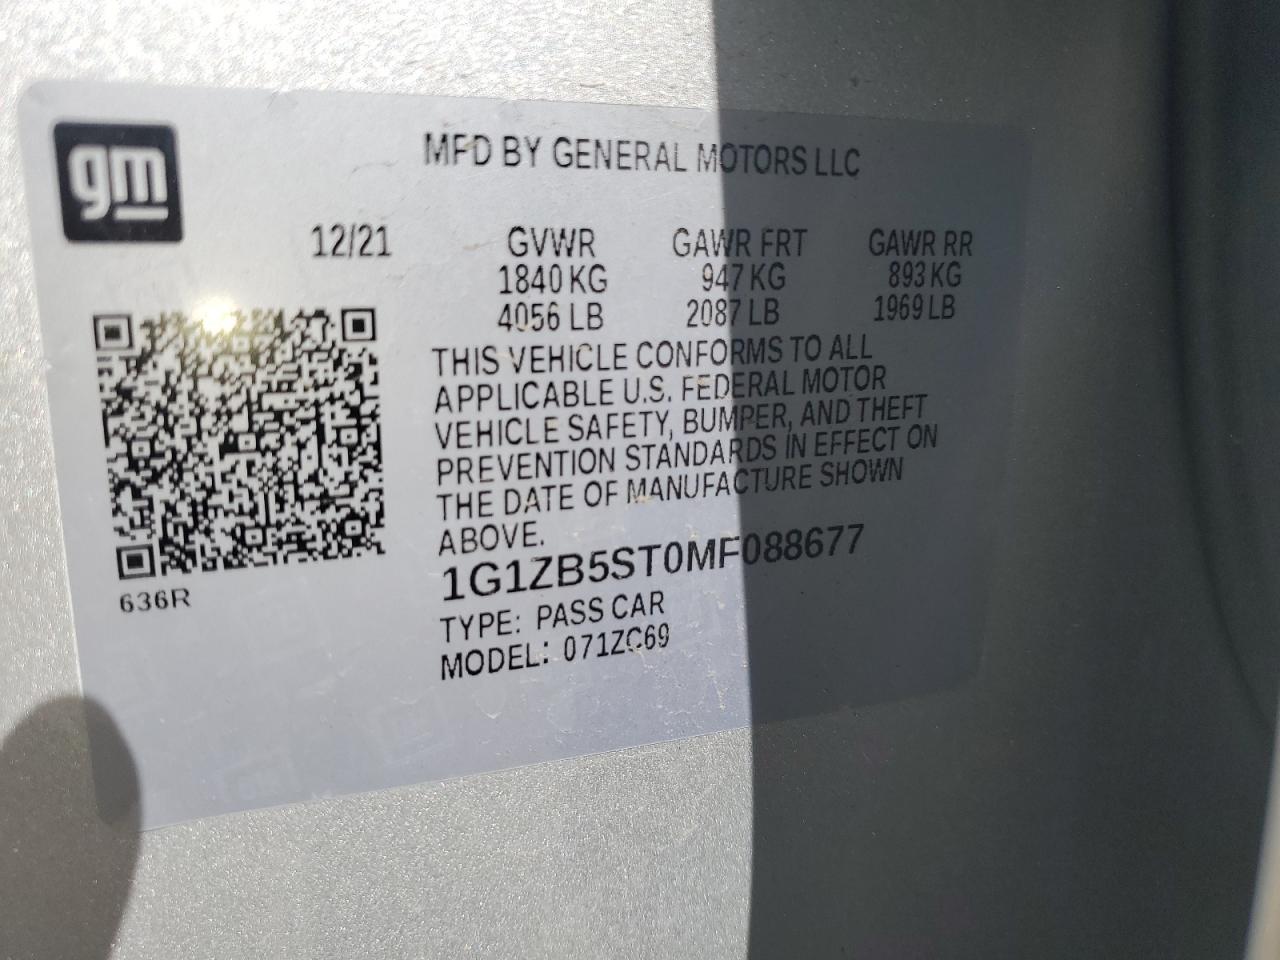 gm
MFD BY GENERAL MOTORS LLC
12/21 GVWR GAWR FRT GAWR RR
1840 KG 947 KG 893 KG
4056 LB 2087 LB 1969 LB
THIS VEHICLE CONFORMS TO ALL
APPLICABLE U.S. FEDERAL MOTOR
VEHICLE SAFETY, BUMPER, AND THEFT
PREVENTION STANDARDS IN EFFECT ON
THE DATE OF MANUFACTURE SHOWN
ABOVE.
1G1ZB5ST0MF088677
636R
TYPE: PASS CAR
MODEL: 071ZC69